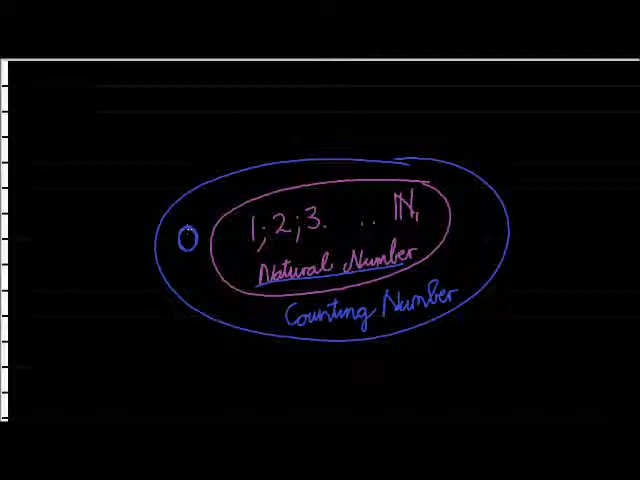 1; 2; 3. . . ℕ,
0
Natural Number
Counting Number